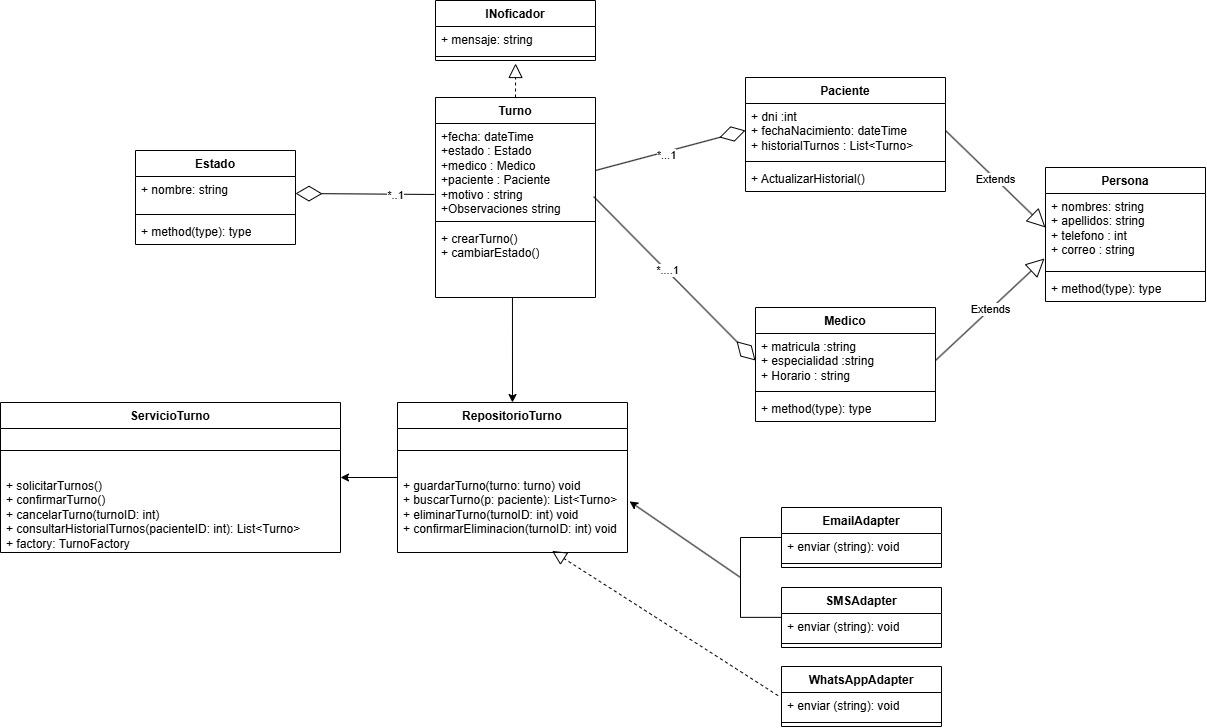 INoficador
+ mensaje: string
Turno
+fecha: dateTime
+estado : Estado
+medico : Medico
+paciente : Paciente
+motivo : string
+Observaciones string
+ crearTurno()
+ cambiarEstado()
Estado
+ nombre: string
+ method(type): type
*..1
*...1
*....1
Paciente
+ dni :int
+ fechaNacimiento: dateTime
+ historialTurnos : List<Turno>
+ ActualizarHistorial()
Extends
Persona
+ nombres: string
+ apellidos: string
+ telefono : int
+ correo : string
+ method(type): type
Extends
Medico
+ matricula :string
+ especialidad :string
+ Horario : string
+ method(type): type
ServicioTurno
+ solicitarTurnos()
+ confirmarTurno()
+ cancelarTurno(turnoID: int)
+ consultarHistorialTurnos(pacienteID: int): List<Turno>
+ factory: TurnoFactory
RepositorioTurno
+ guardarTurno(turno: turno) void
+ buscarTurno(p: paciente): List<Turno>
+ eliminarTurno(turnoID: int) void
+ confirmarEliminacion(turnoID: int) void
EmailAdapter
+ enviar (string): void
SMSAdapter
+ enviar (string): void
WhatsAppAdapter
+ enviar (string): void